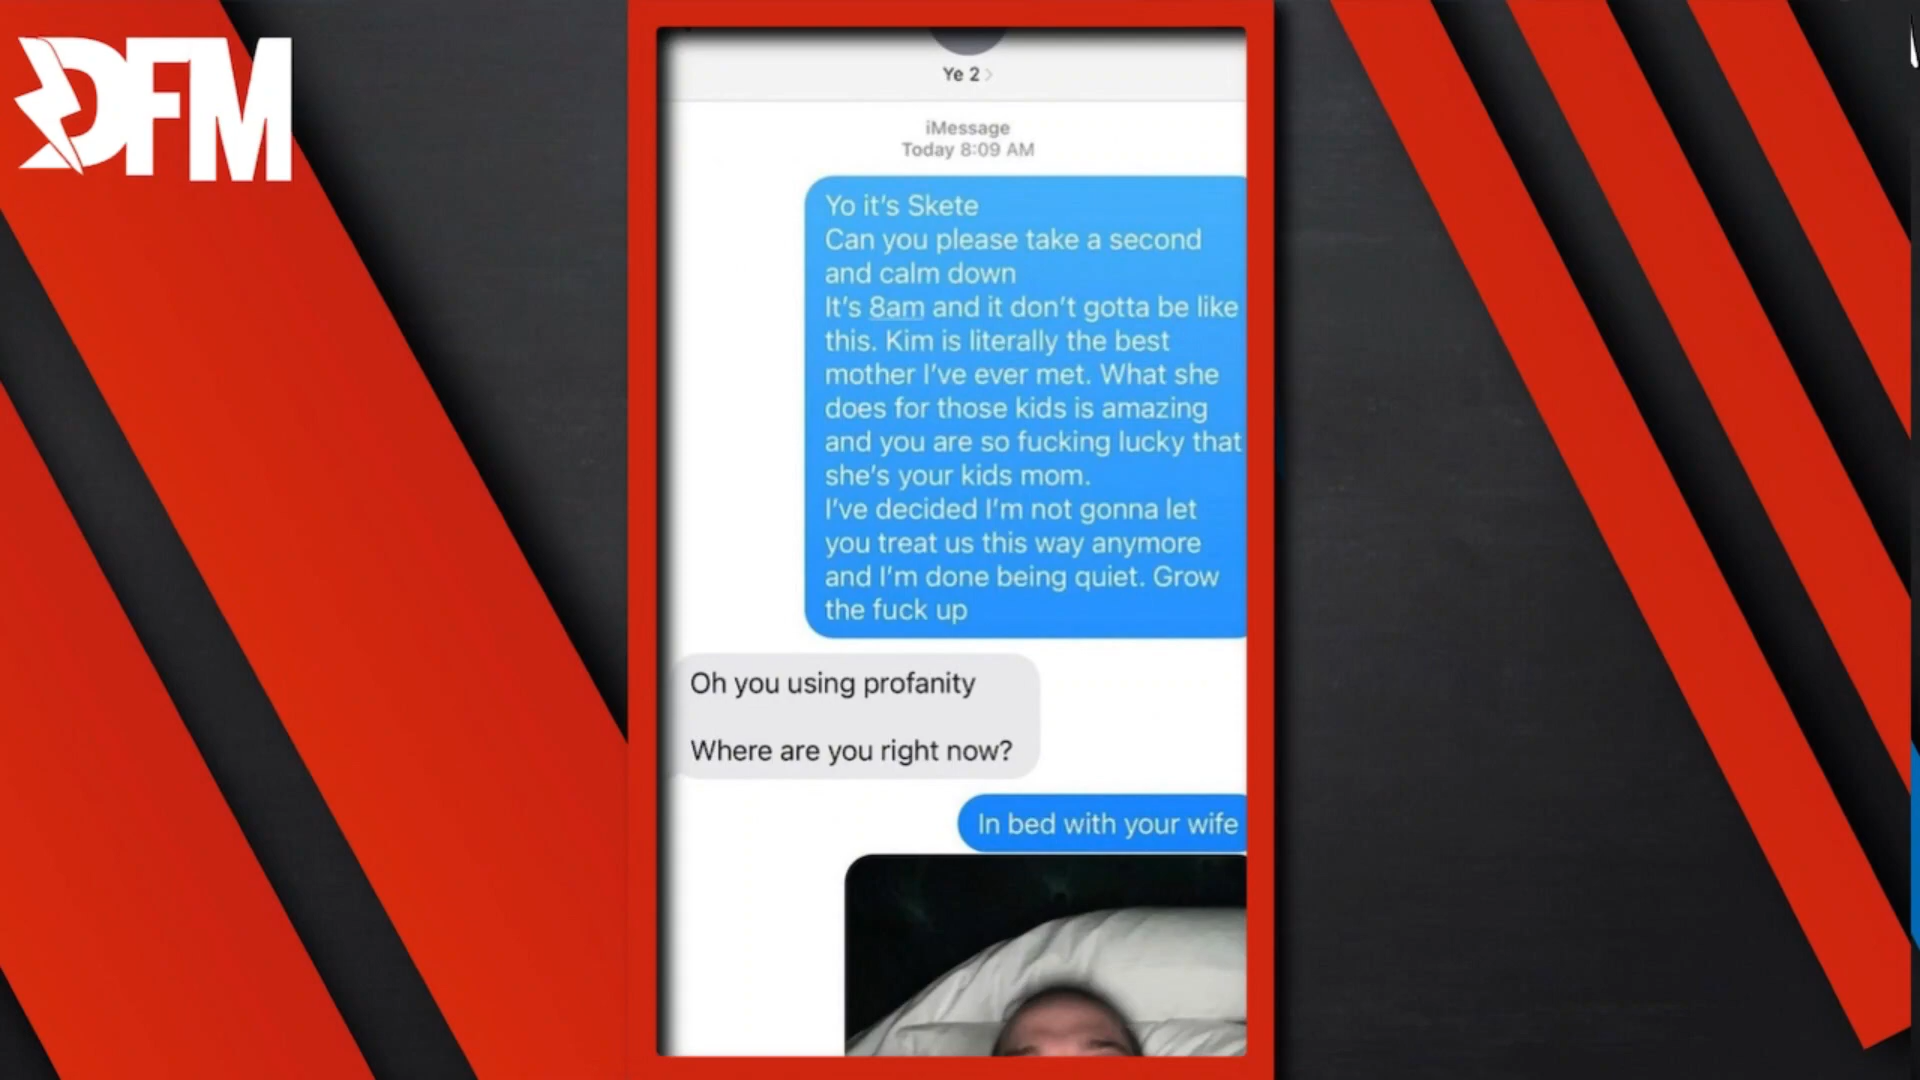 DFM
Ye 2
iMessage
Today 8:09 AM
Yo it's Skete
Can you please take a second
and calm down
It's 8am and it don't gotta be like
this. Kim is literally the best
mother I've ever met. What she
does for those kids is amazing
and you are so fucking lucky that
she's your kids mom.
I've decided I'm not gonna let
you treat us this way anymore
and I'm done being quiet. Grow
the fuck up
Oh you using profanity
Where are you right now?
In bed with your wife